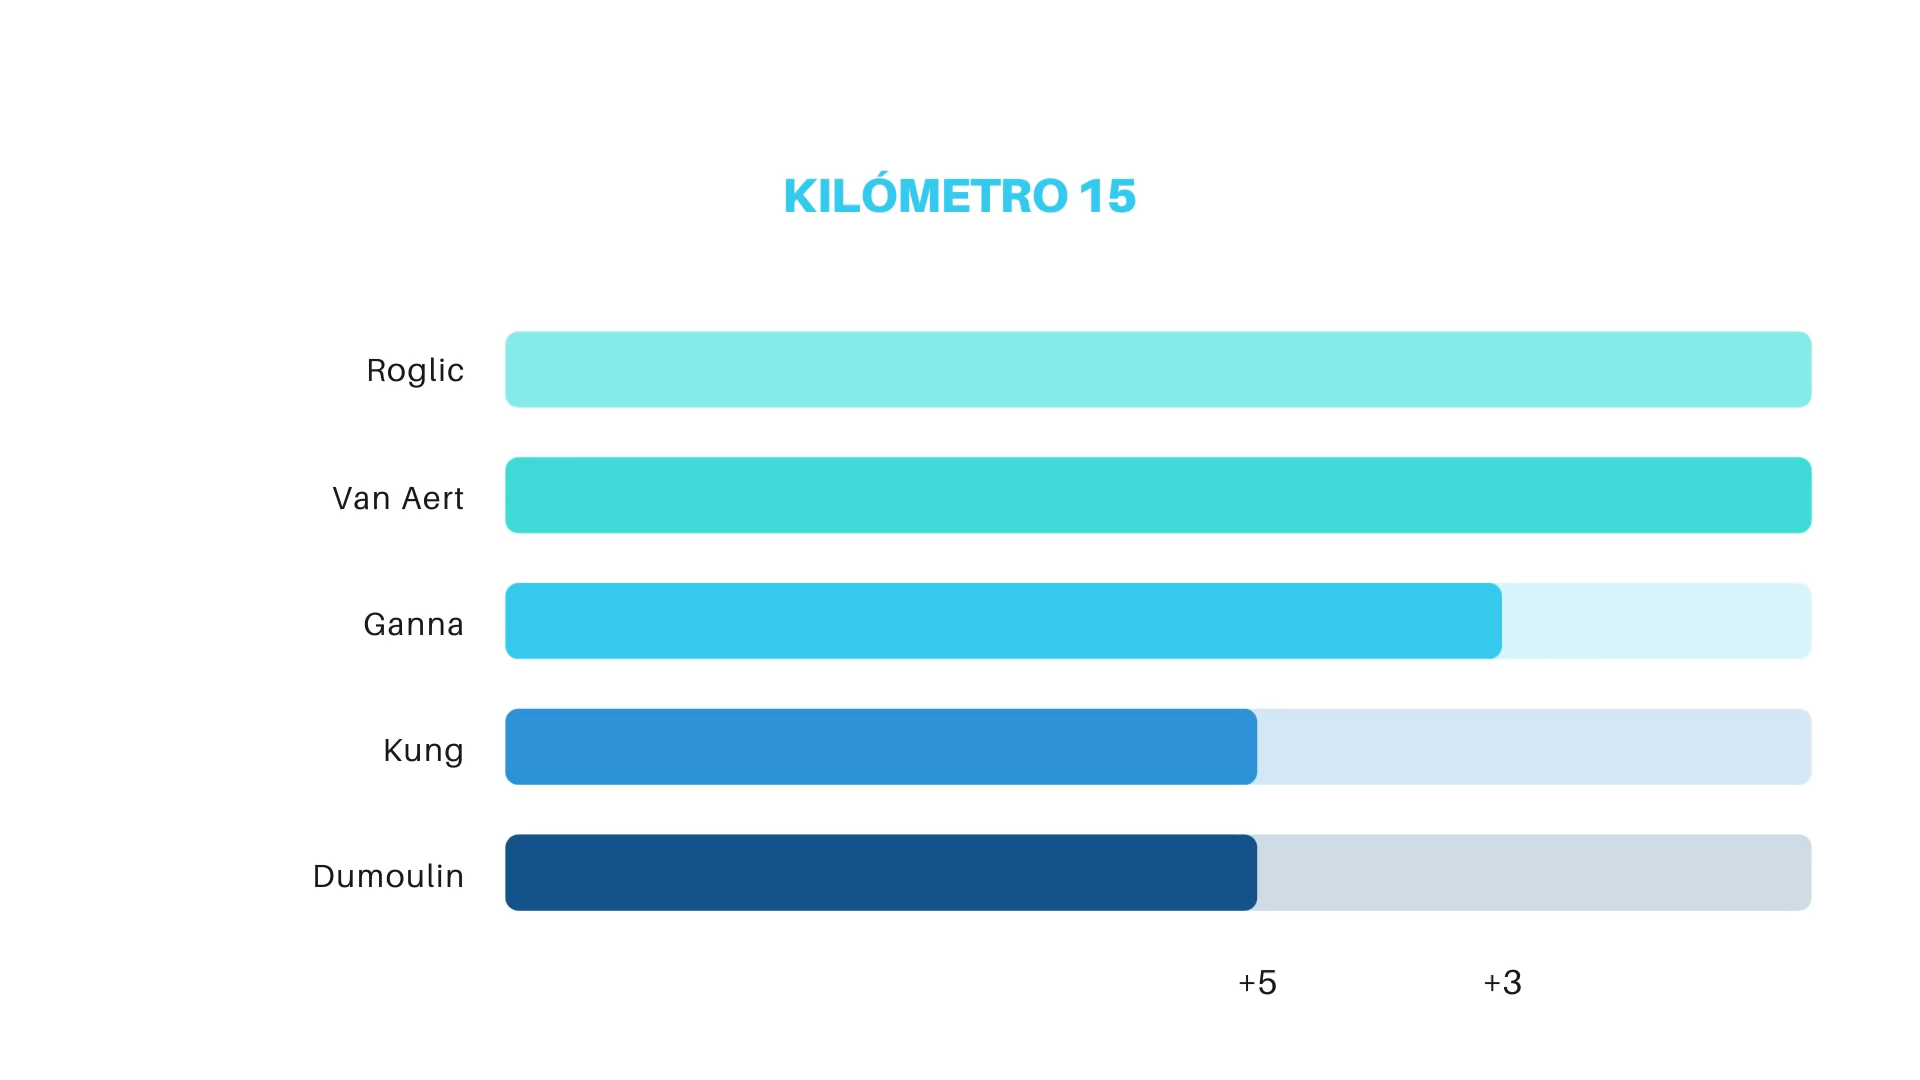 KILÓMETRO 15
Roglic
Van Aert
Ganna
Kung
Dumoulin
+5 +3